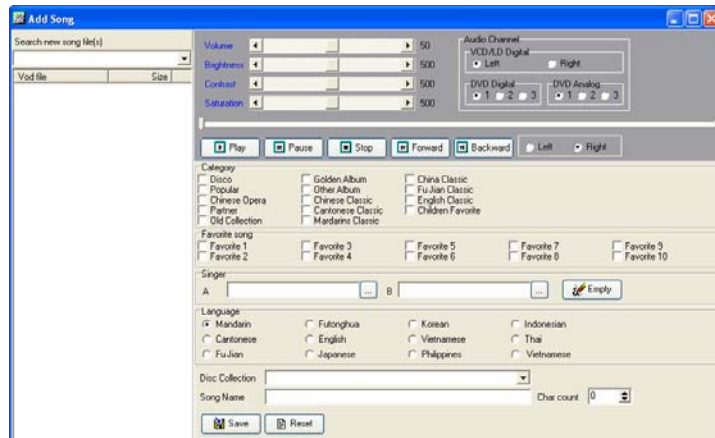 Add Song
Search new song file(s)
Vod file Size
Volume 50
Brightness 500
Contrast 500
Saturation 500
Audio Channel
VCD/LD Digital
Left Right
DVD Digital DVD Analog
1 2 3 1 2 3
Play Pause Stop Forward Backward Left Right
Category
Disco Golden Album China Classic
Popular Other Album Fu Jian Classic
Chinese Opera Chinese Classic English Classic
Partner Cantonese Classic Children Favorite
Old Collection Mardarins Classic
Favorite song
Favorite 1 Favorite 3 Favorite 5 Favorite 7 Favorite 9
Favorite 2 Favorite 4 Favorite 6 Favorite 8 Favorite 10
Singer
A ... B ... Empty
Language
Mandarin Futonghua Korean Indonesian
Cantonese English Vietnamese Thai
FuJian Japanese Philippines Vietnamese
Disc Collection
Song Name Char count 0
Save Reset